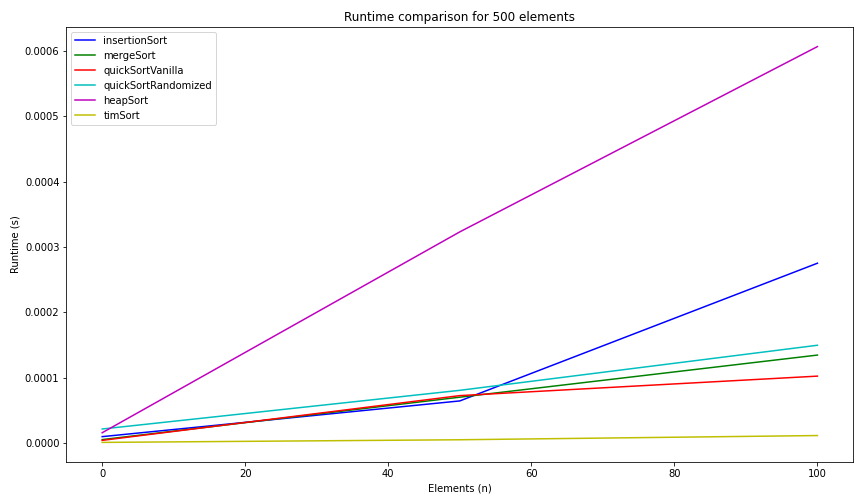 Runtime comparison for 500 elements
insertionSort
mergeSort
quickSortVanilla
quickSortRandomized
heapSort
timSort
Runtime (s)
0.0006
0.0005
0.0004
0.0003
0.0002
0.0001
0.0000
0 20 40 60 80 100
Elements (n)